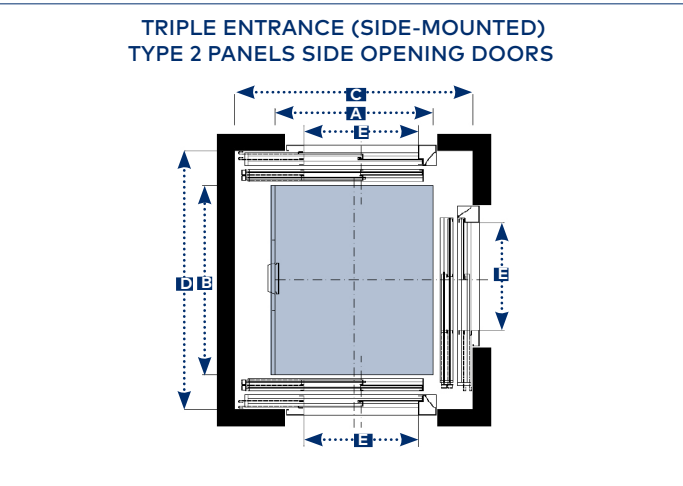 TRIPLE ENTRANCE (SIDE-MOUNTED)
TYPE 2 PANELS SIDE OPENING DOORS
C
A
E
D B E
E